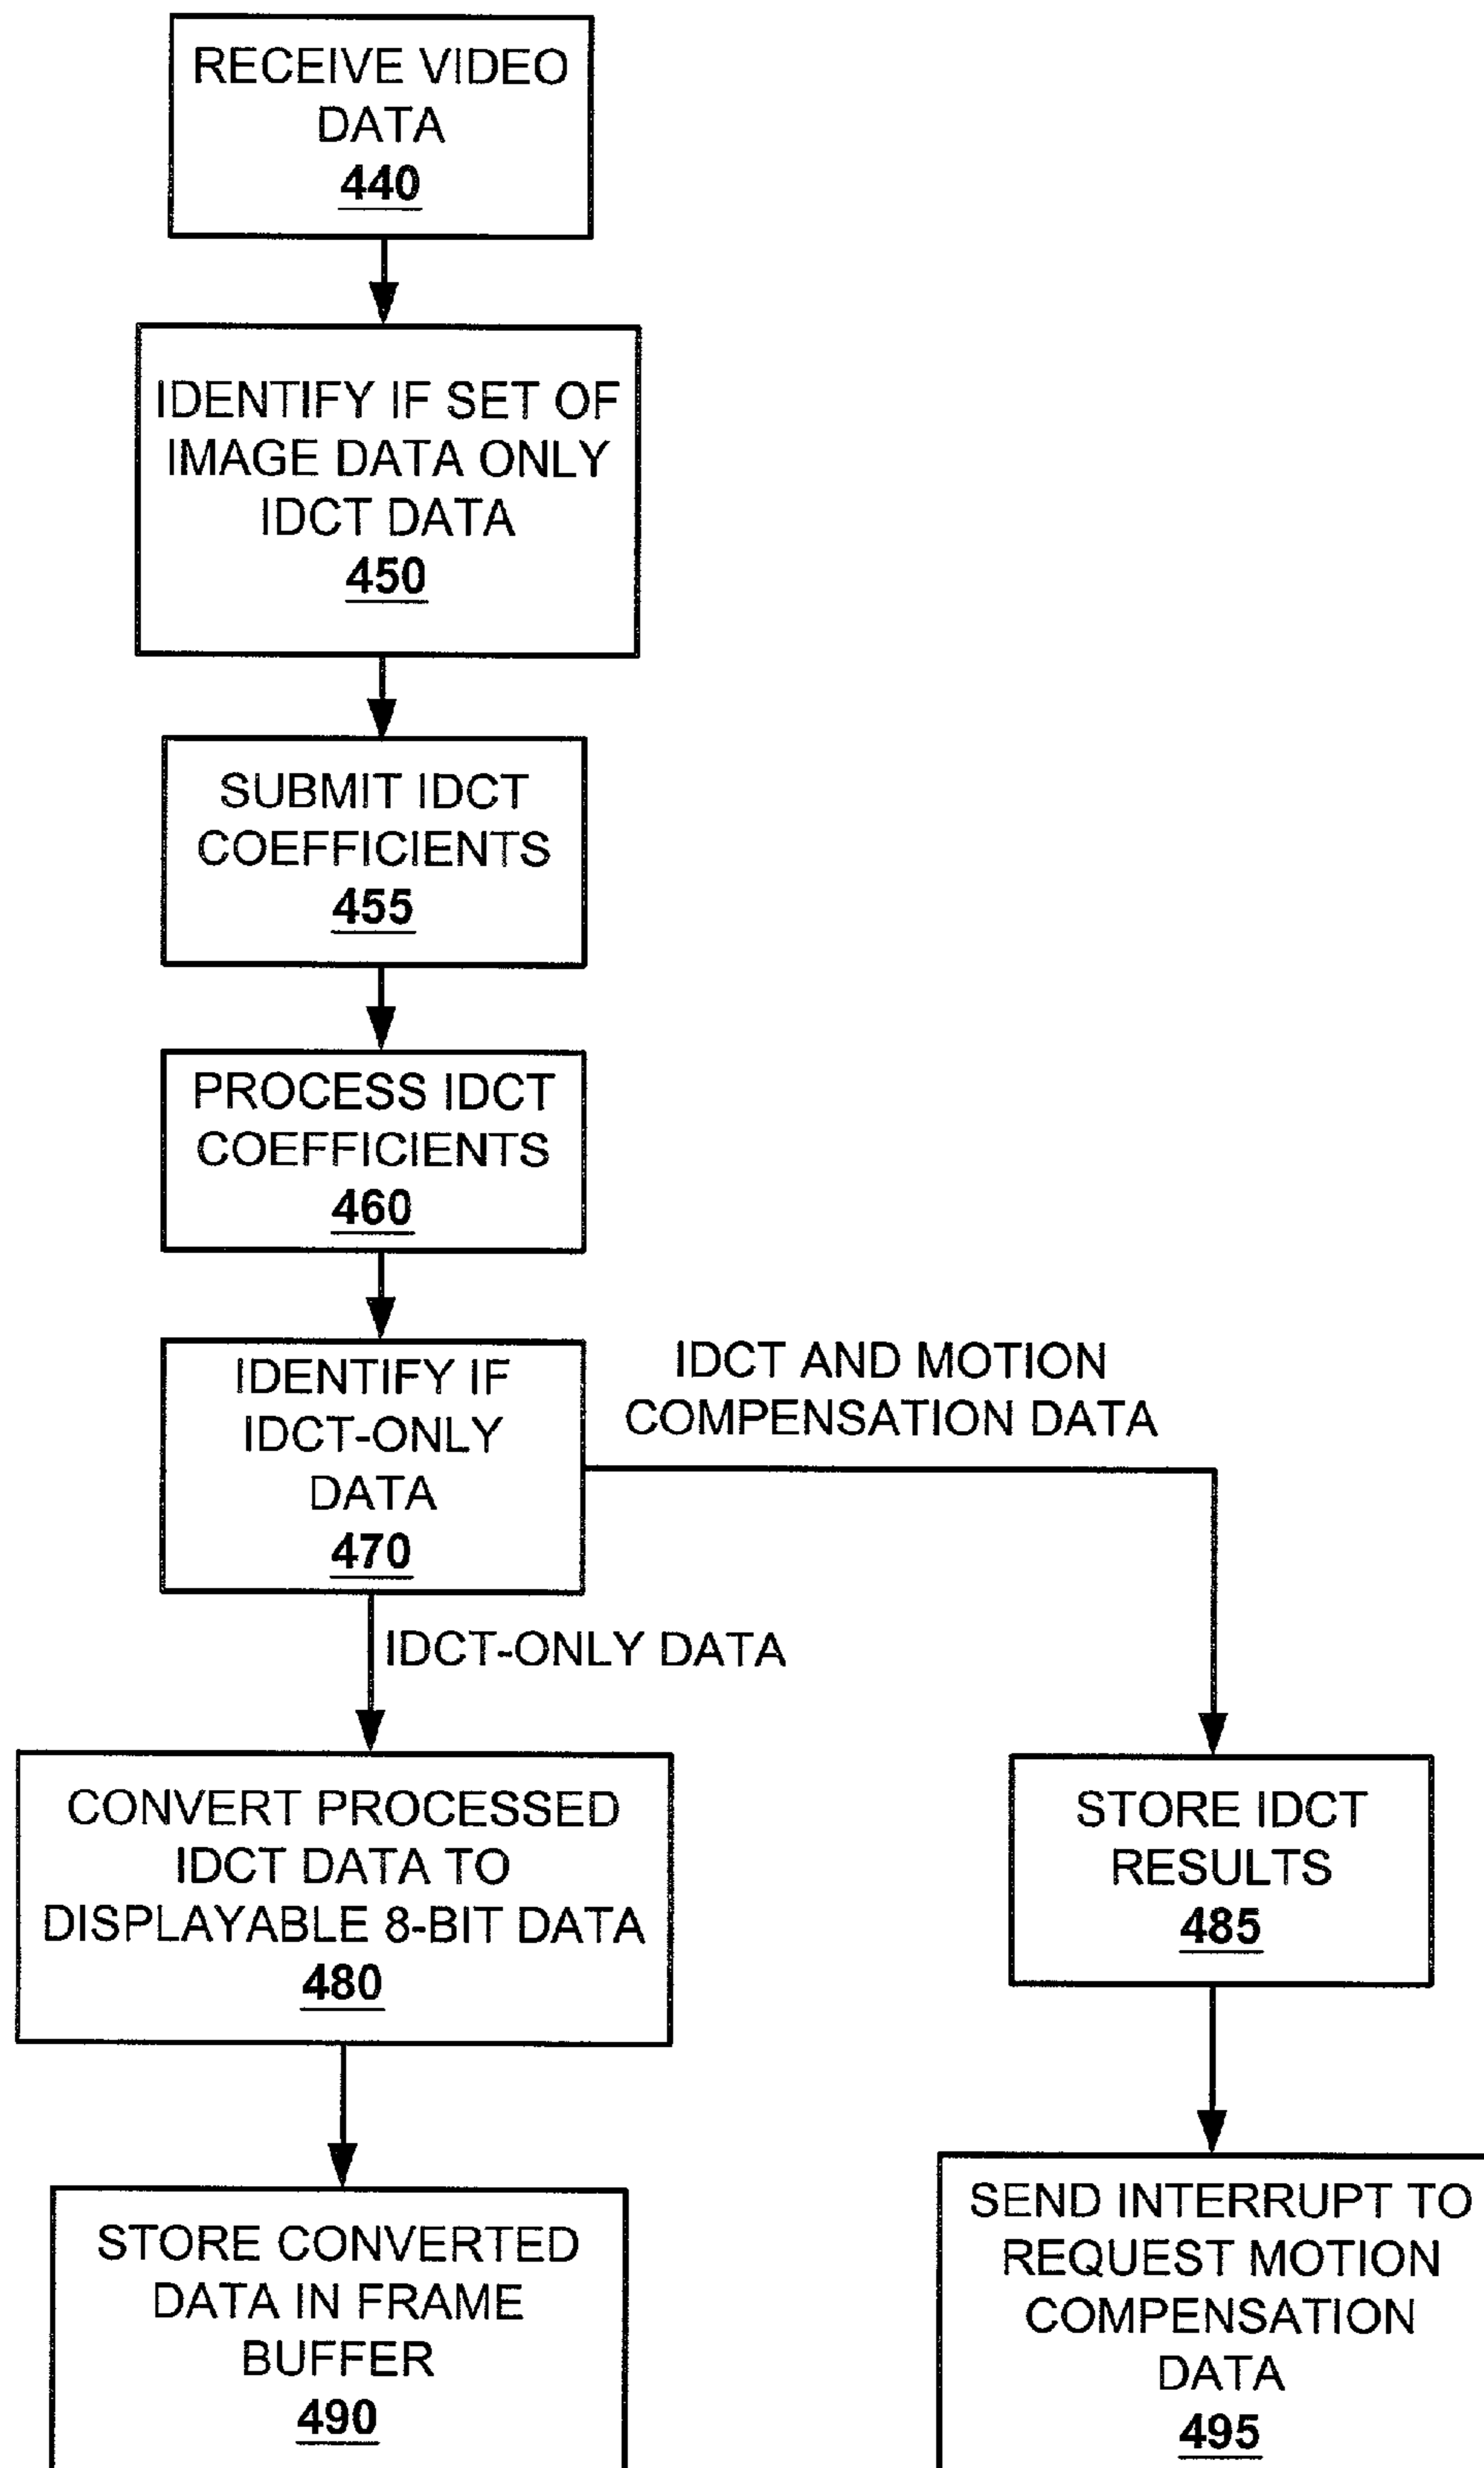 RECEIVE VIDEO
DATA
440
IDENTIFY IF SET OF
IMAGE DATA ONLY
IDCT DATA
450
SUBMIT IDCT
COEFFICIENTS
455
PROCESS IDCT
COEFFICIENTS
460
IDENTIFY IF
IDCT-ONLY
DATA
470
IDCT AND MOTION
COMPENSATION DATA
IDCT-ONLY DATA
CONVERT PROCESSED
IDCT DATA TO
DISPLAYABLE 8-BIT DATA
480
STORE IDCT
RESULTS
485
STORE CONVERTED
DATA IN FRAME
BUFFER
490
SEND INTERRUPT TO
REQUEST MOTION
COMPENSATION
DATA
495